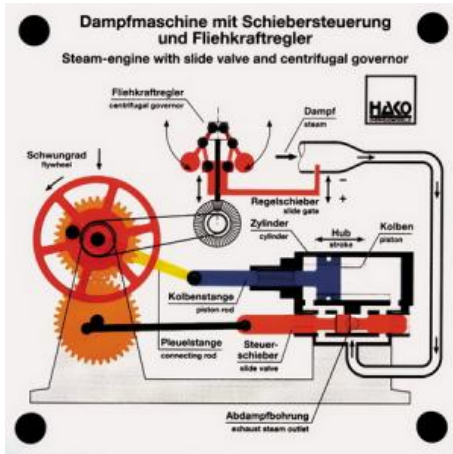 Dampfmaschine mit Schiebersteuerung
und Fliehkraftregler
Steam-engine with slide valve and centrifugal governor
Fliehkraftregler
centrifugal governor
Dampf
steam
HACO
Schwungrad
flywheel
Regelschieber
slide gate
−
+
Zylinder
cylinder
Hub
stroke
Kolben
piston
Kolbenstange
piston rod
Pleuelstange
connecting rod
Steuer-
schieber
slide valve
Abdampfbohrung
exhaust steam outlet